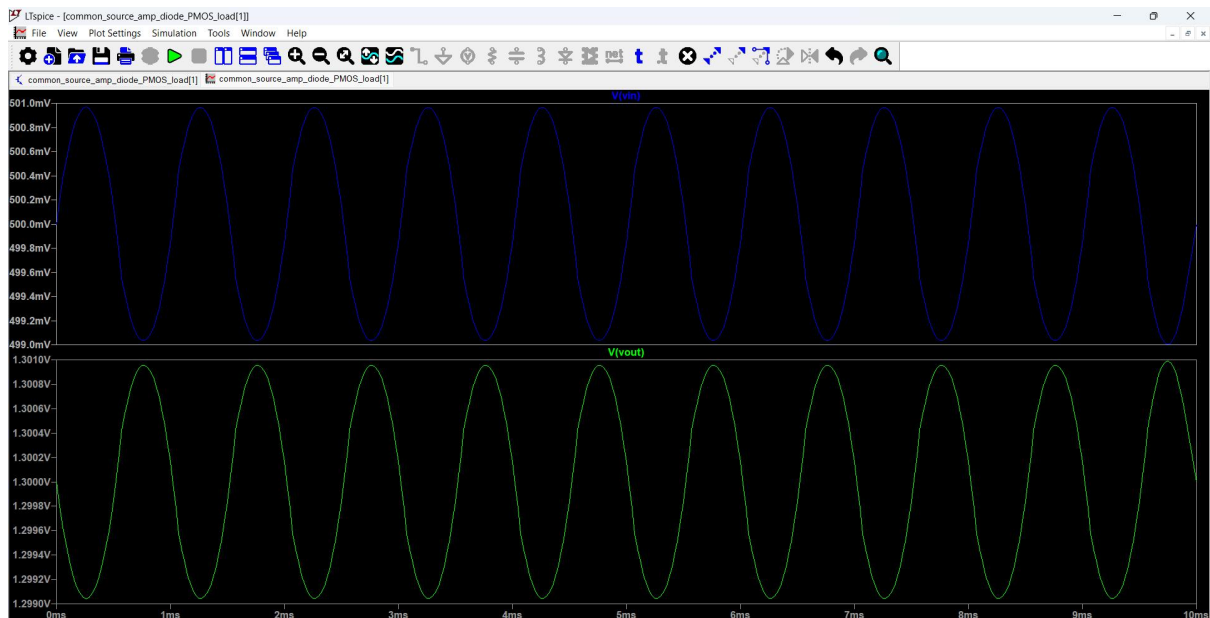 LTspice - [common_source_amp_diode_PMOS_load[1]]
File View Plot Settings Simulation Tools Window Help
common_source_amp_diode_PMOS_load[1] common_source_amp_diode_PMOS_load[1]
V(vin)
501.0mV
500.8mV
500.6mV
500.4mV
500.2mV
500.0mV
499.8mV
499.6mV
499.4mV
499.2mV
499.0mV
V(vout)
1.3010V
1.3008V
1.3006V
1.3004V
1.3002V
1.3000V
1.2998V
1.2996V
1.2994V
1.2992V
1.2990V
0ms 1ms 2ms 3ms 4ms 5ms 6ms 7ms 8ms 9ms 10ms